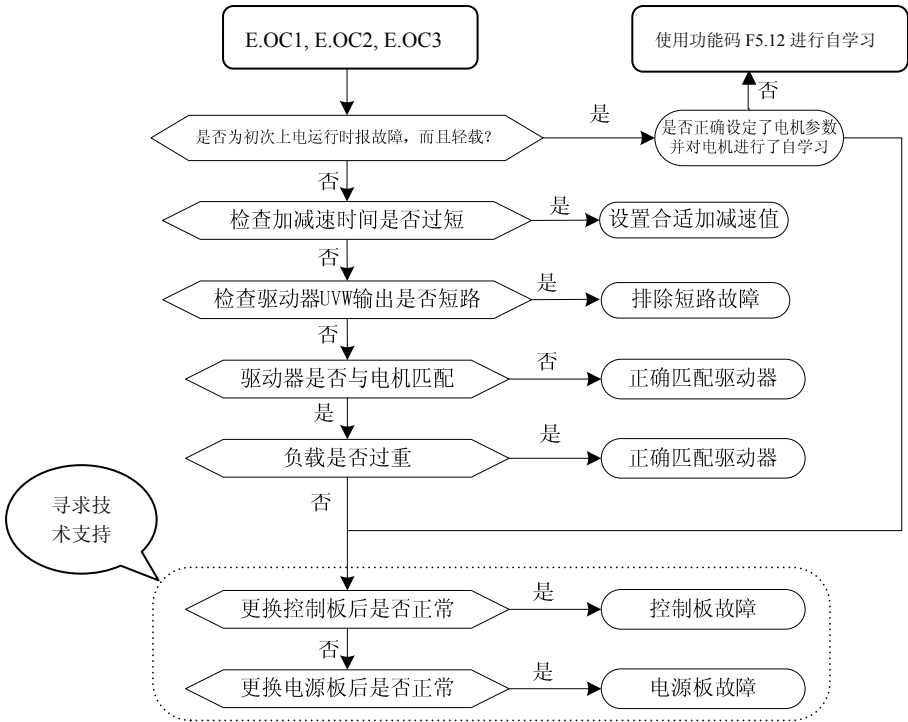 E.OC1, E.OC2, E.OC3
使用功能码 F5.12 进行自学习
否
是否为初次上电运行时报故障，而且轻载？
是
是否正确设定了电机参数
并对电机进行了自学习
否
检查加减速时间是否过短
是
设置合适加减速值
否
检查驱动器UVW输出是否短路
是
排除短路故障
否
驱动器是否与电机匹配
否
正确匹配驱动器
是
负载是否过重
是
正确匹配驱动器
否
寻求技
术支持
更换控制板后是否正常
是
控制板故障
否
更换电源板后是否正常
是
电源板故障